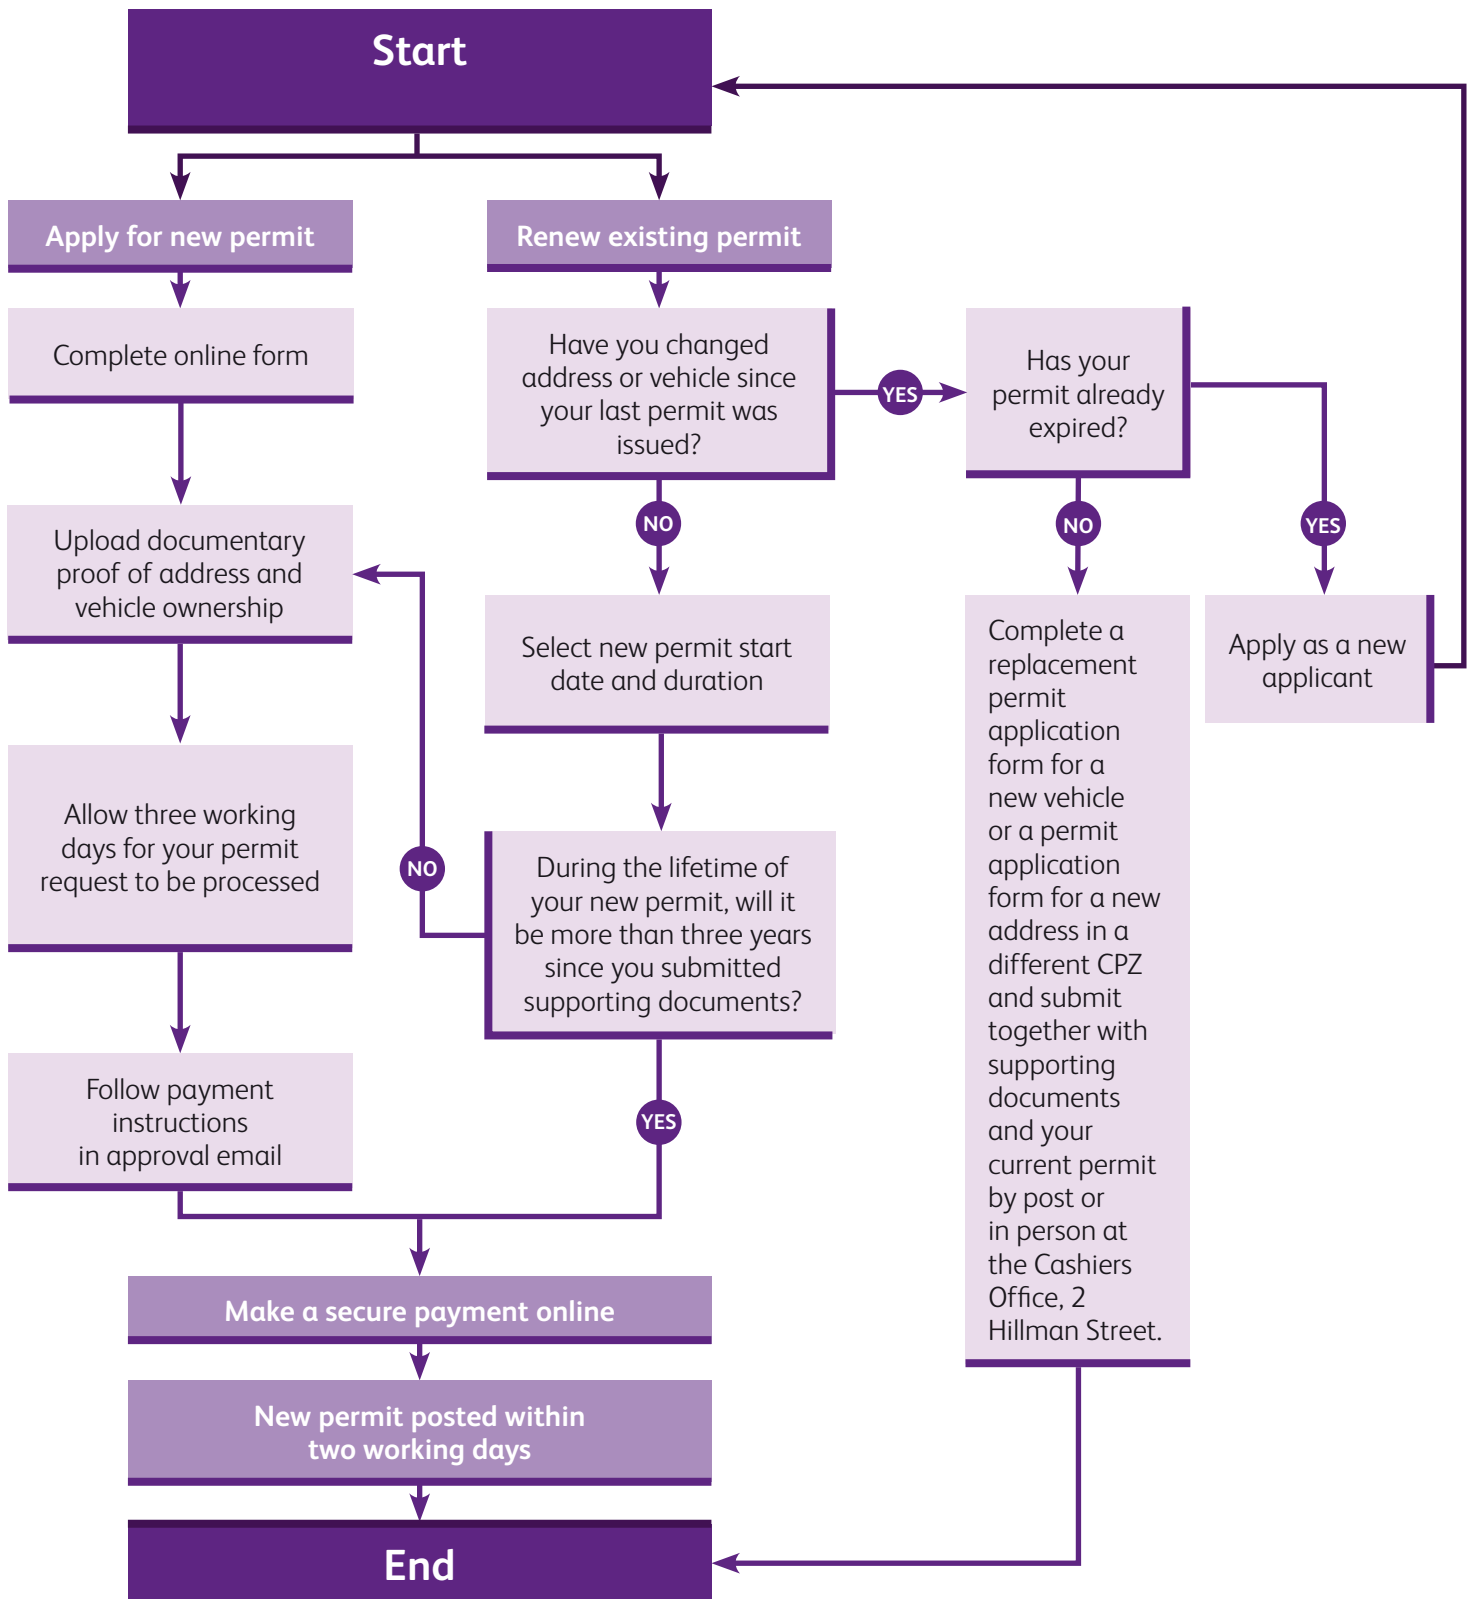 Start
Apply for new permit
Renew existing permit
Complete online form
Have you changed
address or vehicle since
your last permit was
issued?
YES
Has your
permit already
expired?
NO
NO
YES
Upload documentary
proof of address and
vehicle ownership
Select new permit start
date and duration
Complete a
replacement
permit
application
form for a
new vehicle
or a permit
application
form for a new
address in a
different CPZ
and submit
together with
supporting
documents
and your
current permit
by post or
in person at
the Cashiers
Office, 2
Hillman Street.
Apply as a new
applicant
Allow three working
days for your permit
request to be processed
NO
During the lifetime of
your new permit, will it
be more than three years
since you submitted
supporting documents?
Follow payment
instructions
in approval email
YES
Make a secure payment online
New permit posted within
two working days
End